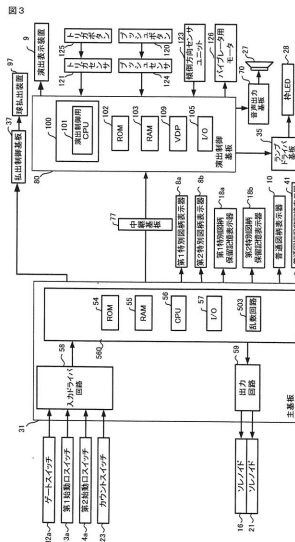 図3
9
演出表示装置
97
球払出装置
37
払出制御基板
125
トリガボタン
121
トリガセンサ
120
プッシュボタン
124
プッシュセンサ
123
傾倒方向センサユニット
126
バイブレータ用モータ
27
70
音声出力基板
28
枠LED
35
ランプドライバ基板
80
演出制御基板
100
101
演出制御用CPU
102
ROM
103
RAM
109
VDP
105
I/O
77
中継基板
8a
第1特別図柄表示器
8b
第2特別図柄表示器
18a
第1特別図柄保留記憶表示器
18b
第2特別図柄保留記憶表示器
10
普通図柄表示器
41
31
主基板
560
54
ROM
55
RAM
56
CPU
57
I/O
503
乱数回路
58
入力ドライバ回路
59
出力回路
32a
ゲートスイッチ
3a
第1始動口スイッチ
4a
第2始動口スイッチ
23
カウントスイッチ
16
ソレノイド
21
ソレノイド